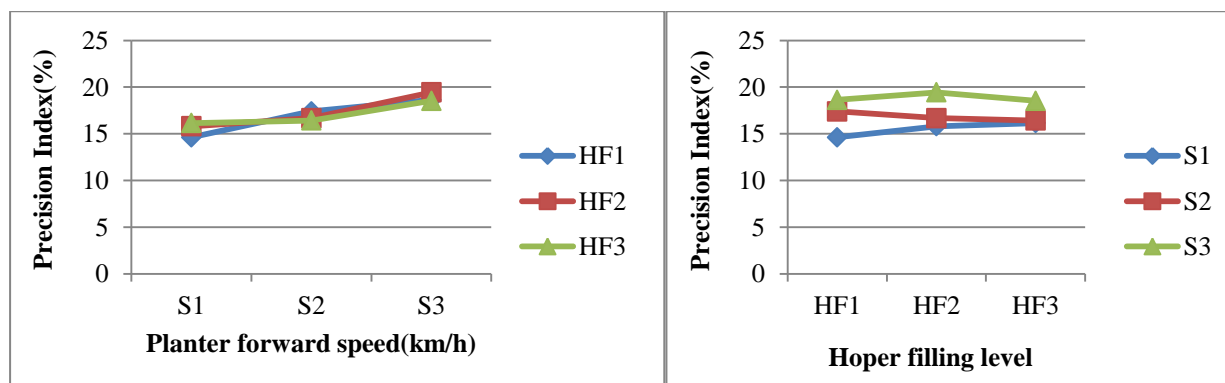 Precision Index(%)
25
20
15
10
5
0
S1
S2
S3
Planter forward speed(km/h)
HF1
HF2
HF3
Precision Index(%)
25
20
15
10
5
0
HF1
HF2
HF3
Hoper filling level
S1
S2
S3